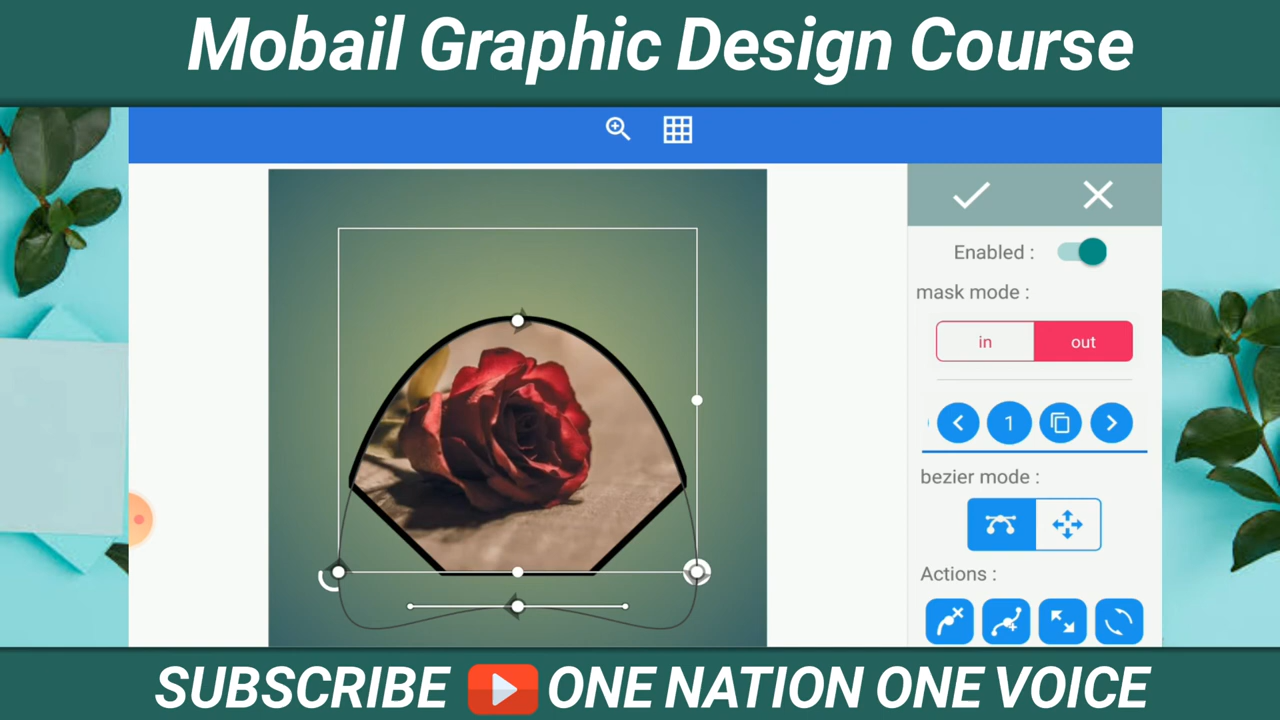 Mobail Graphic Design Course
Enabled :
mask mode :
in out
1
bezier mode :
Actions :
SUBSCRIBE ONE NATION ONE VOICE